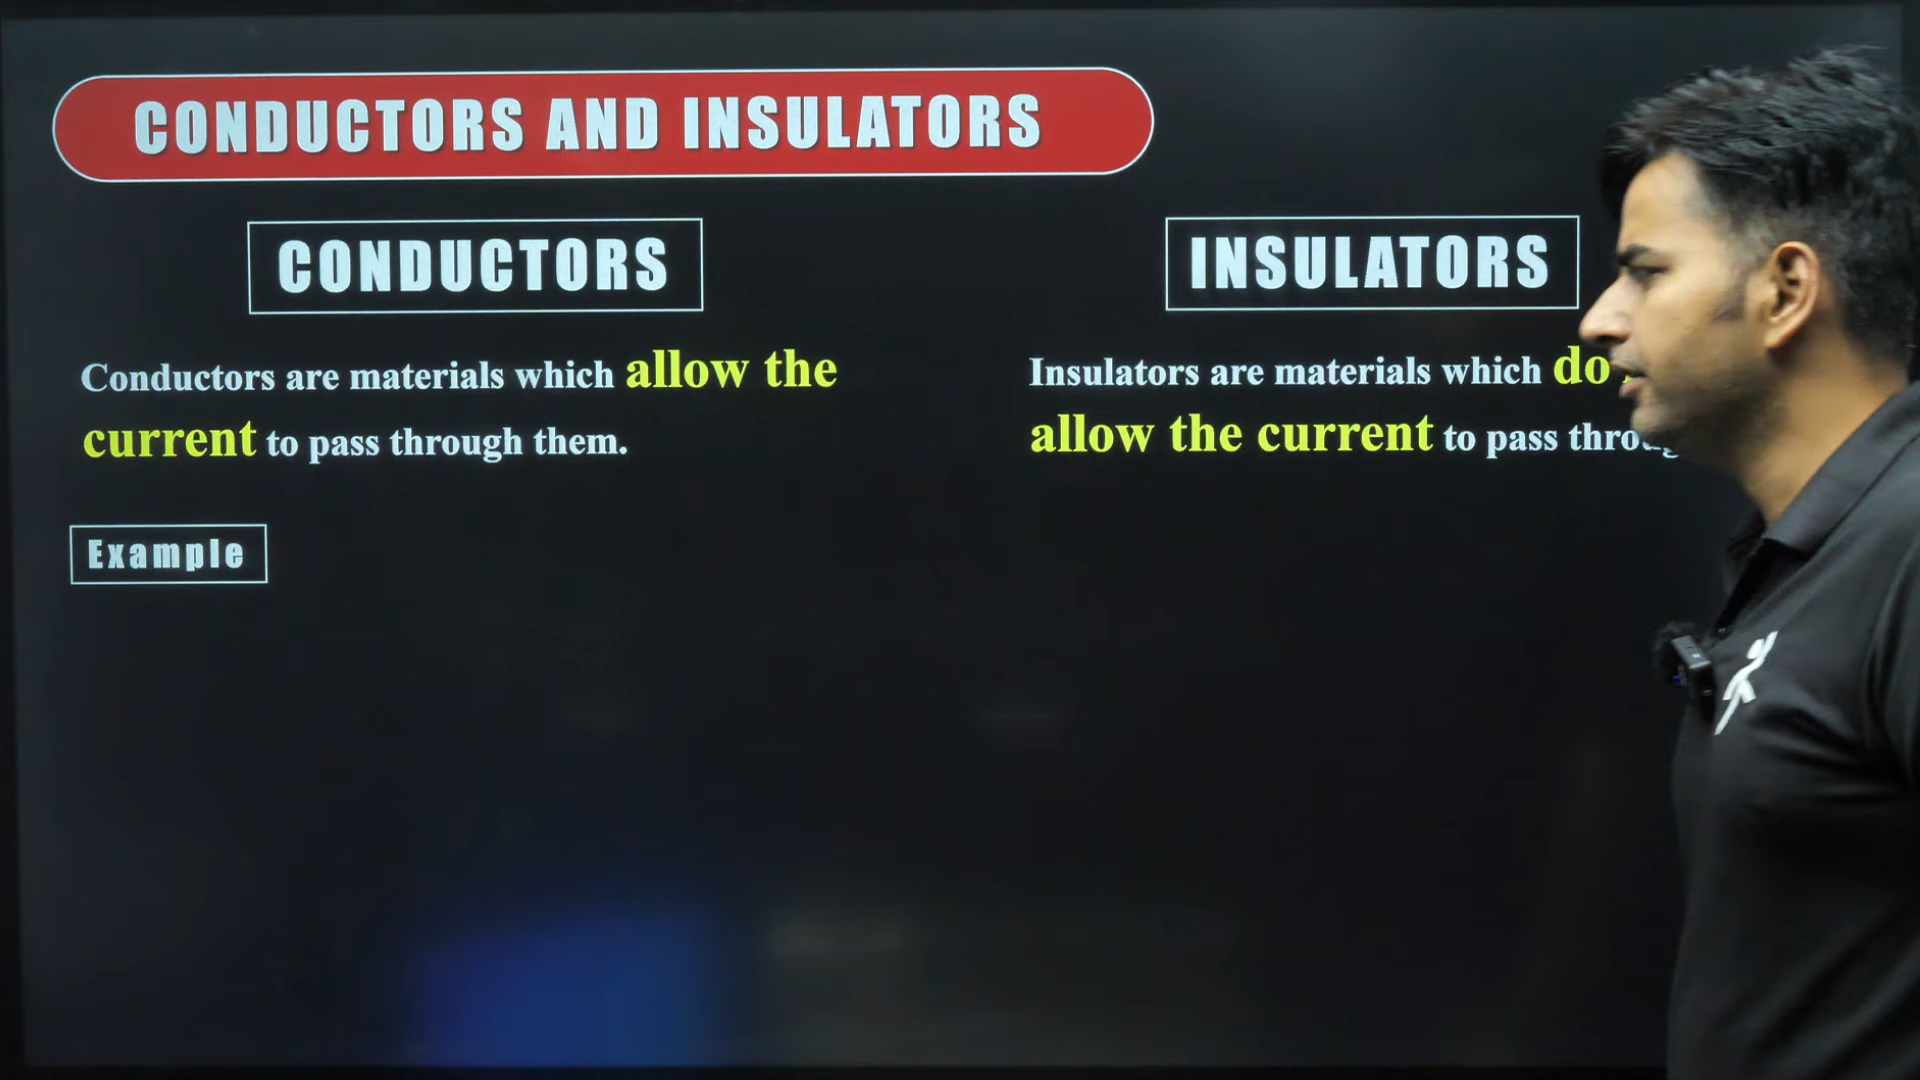 CONDUCTORS AND INSULATORS
CONDUCTORS
INSULATORS
Conductors are materials which allow the
current to pass through them.
Insulators are materials which do
allow the current to pass
Example